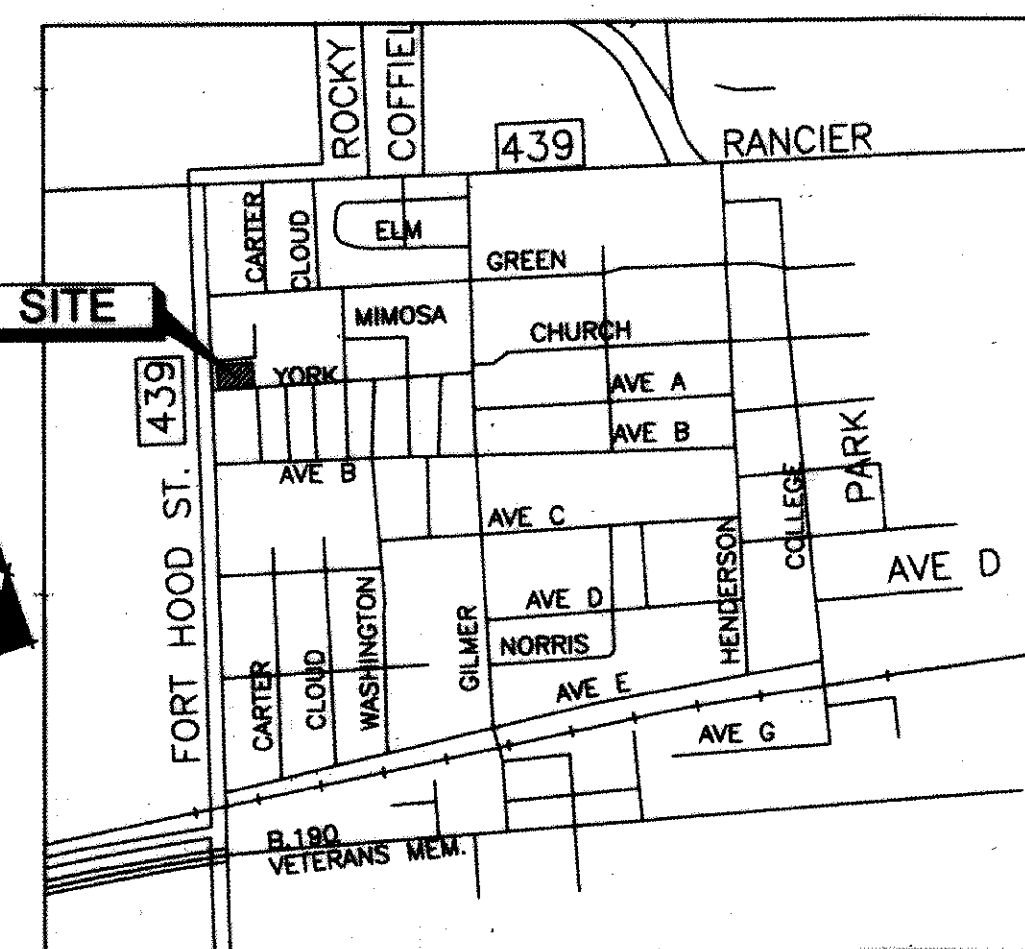 ROCKY
COFFIEL
439
RANCIER
CARTER
CLOUD
ELM
GREEN
SITE
MIMOSA
CHURCH
439
YORK
AVE A
AVE B
AVE B
PARK
COLLEGE
AVE C
FORT HOOD ST.
HENDERSON
AVE D
AVE D
WASHINGTON
GILMER
NORRIS
CARTER
CLOUD
AVE E
AVE G
B.190
VETERANS MEM.